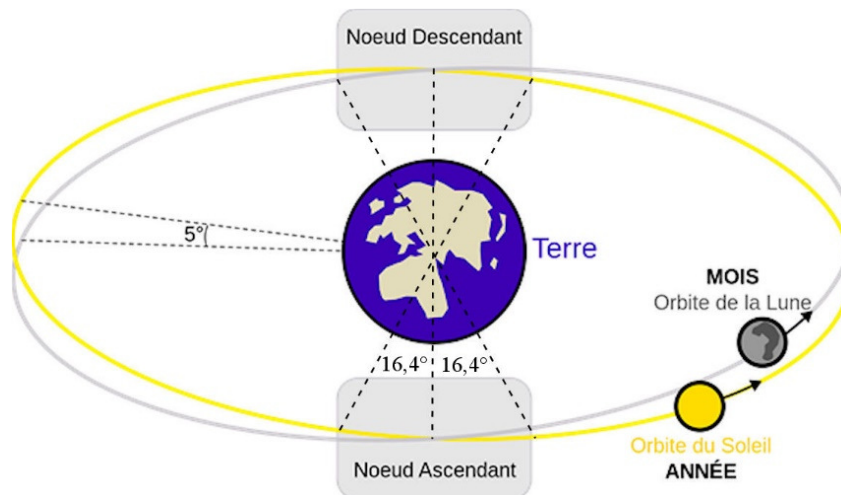 Noeud Descendant
5°
Terre
MOIS
Orbite de la Lune
16,4°
16,4°
Orbite du Soleil
ANNÉE
Noeud Ascendant